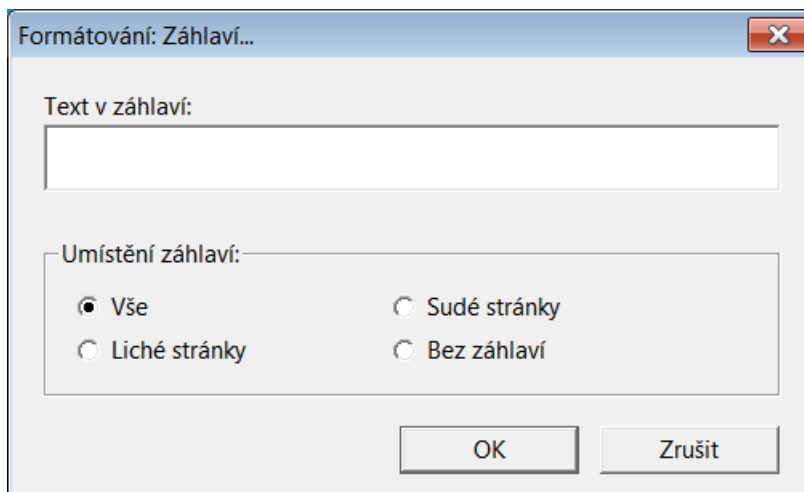 Formátování: Záhlaví...
Text v záhlaví:
Umístění záhlaví:
Vše
Sudé stránky
Liché stránky
Bez záhlaví
OK
Zrušit